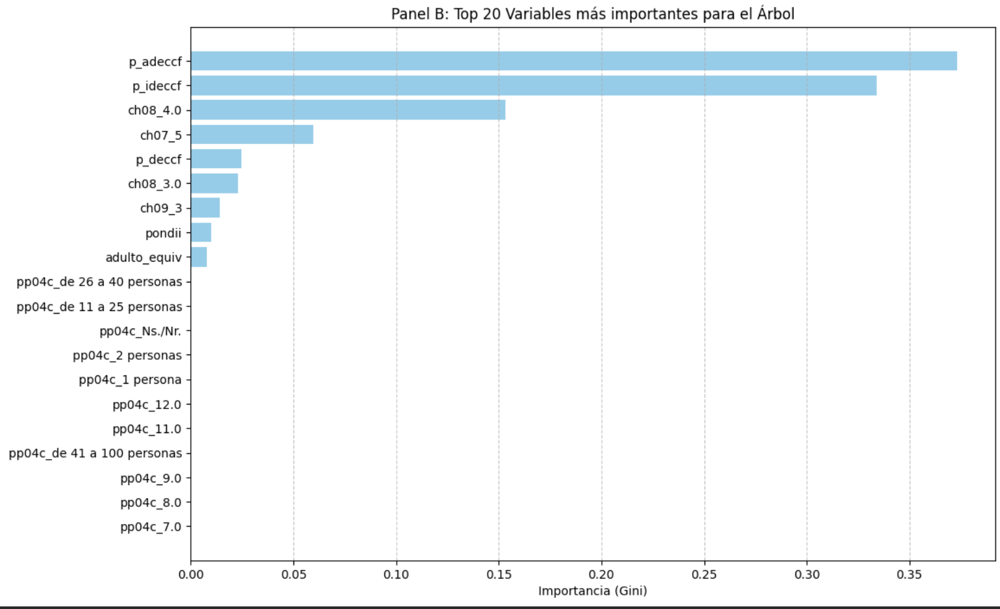 Panel B: Top 20 Variables más importantes para el Árbol
p_adeccf
p_ideccf
ch08_4.0
ch07_5
p_deccf
ch08_3.0
ch09_3
pondii
adulto_equiv
pp04c_de 26 a 40 personas
pp04c_de 11 a 25 personas
pp04c_Ns./Nr.
pp04c_2 personas
pp04c_1 persona
pp04c_12.0
pp04c_11.0
pp04c_de 41 a 100 personas
pp04c_9.0
pp04c_8.0
pp04c_7.0
0.00 0.05 0.10 0.15 0.20 0.25 0.30 0.35
Importancia (Gini)